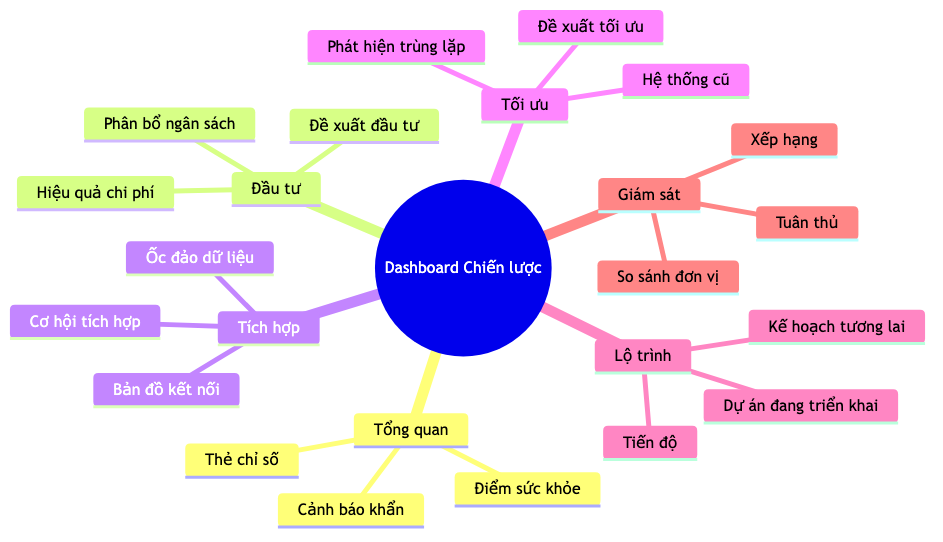 Đề xuất tối ưu
Phát hiện trùng lặp
Hệ thống cũ
Tối ưu
Phân bổ ngân sách
Đề xuất đầu tư
Hiệu quả chi phí
Đầu tư
Xếp hạng
Giám sát
Tuân thủ
So sánh đơn vị
Dashboard Chiến lược
Ốc đảo dữ liệu
Cơ hội tích hợp
Tích hợp
Bản đồ kết nối
Kế hoạch tương lai
Lộ trình
Dự án đang triển khai
Tiến độ
Tổng quan
Thẻ chỉ số
Điểm sức khỏe
Cảnh báo khẩn